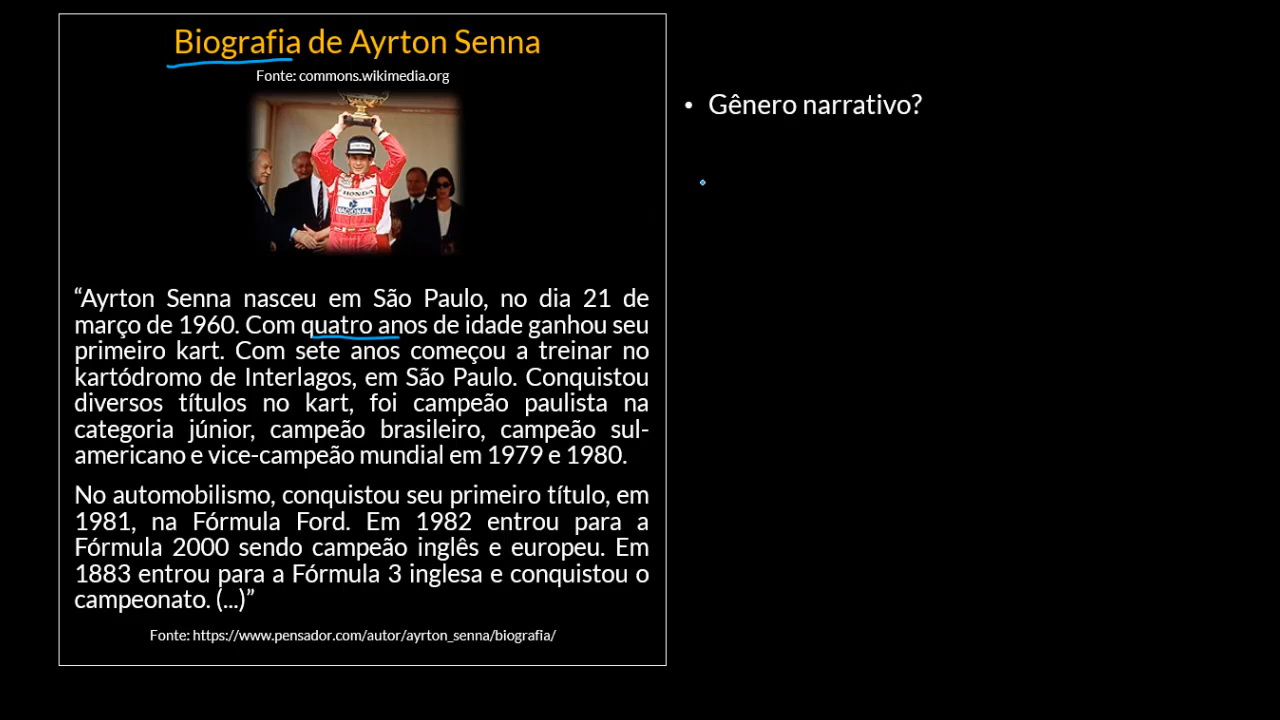 Biografia de Ayrton Senna
Fonte: commons.wikimedia.org
HONDA
NACIONAL
“Ayrton Senna nasceu em São Paulo, no dia 21 de
março de 1960. Com quatro anos de idade ganhou seu
primeiro kart. Com sete anos começou a treinar no
kartódromo de Interlagos, em São Paulo. Conquistou
diversos títulos no kart, foi campeão paulista na
categoria júnior, campeão brasileiro, campeão sul-
americano e vice-campeão mundial em 1979 e 1980.
No automobilismo, conquistou seu primeiro título, em
1981, na Fórmula Ford. Em 1982 entrou para a
Fórmula 2000 sendo campeão inglês e europeu. Em
1883 entrou para a Fórmula 3 inglesa e conquistou o
campeonato. (...)”
Fonte: https://www.pensador.com/autor/ayrton_senna/biografia/
• Gênero narrativo?